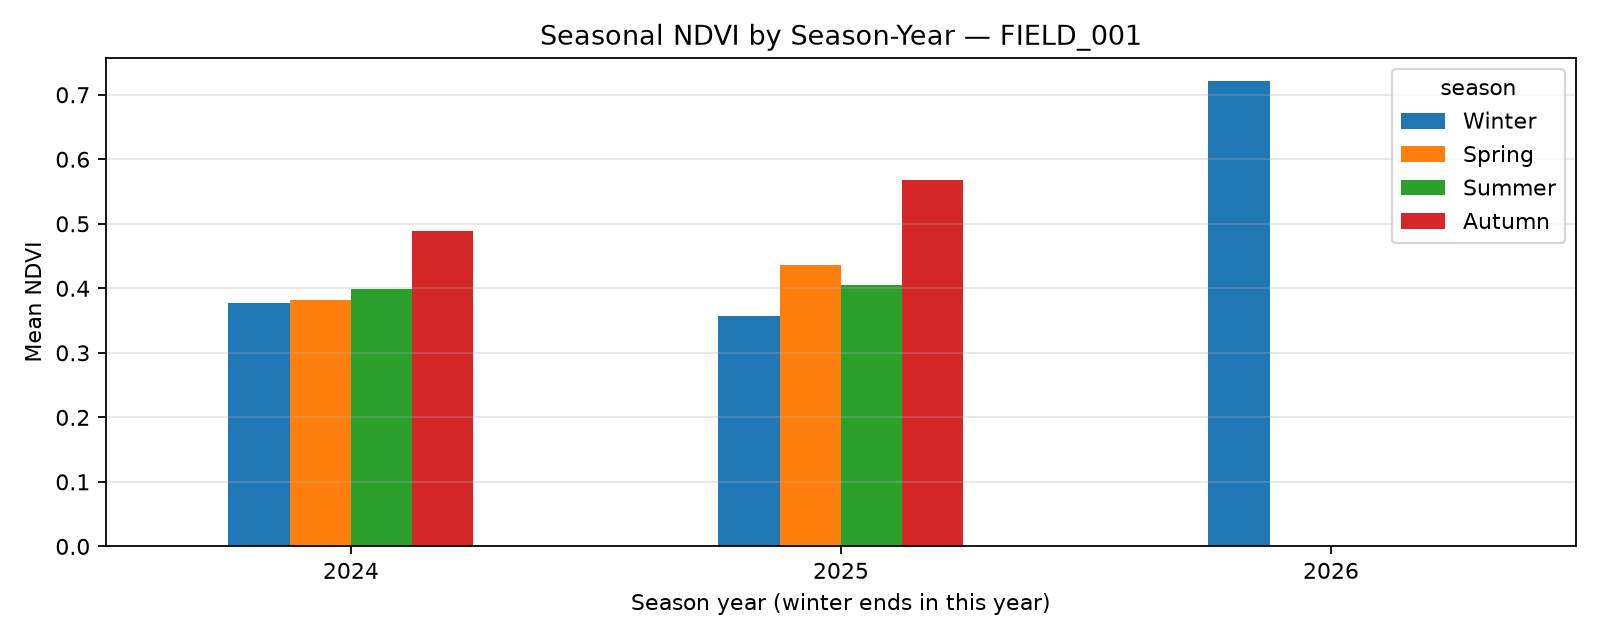 Seasonal NDVI by Season-Year — FIELD_001
Mean NDVI
0.7
0.6
0.5
0.4
0.3
0.2
0.1
0.0
season
Winter
Spring
Summer
Autumn
2024
2025
2026
Season year (winter ends in this year)